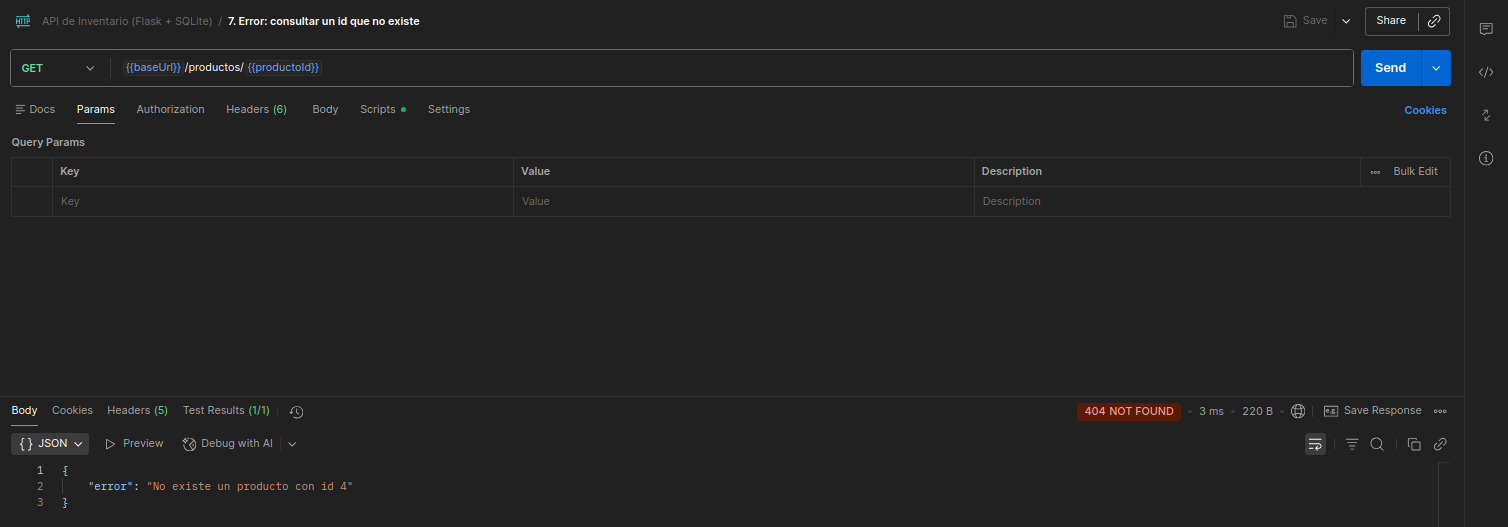 HTTP API de Inventario (Flask + SQLite) / 7. Error: consultar un id que no existe Save Share
GET {{baseUrl}} /productos/ {{productoId}} Send
Docs Params Authorization Headers (6) Body Scripts Settings Cookies
Query Params
Key Value Description Bulk Edit
Key Value Description
Body Cookies Headers (5) Test Results (1/1) 404 NOT FOUND 3 ms 220 B e.g. Save Response
{ } JSON Preview Debug with AI
1 {
2 "error": "No existe un producto con id 4"
3 }